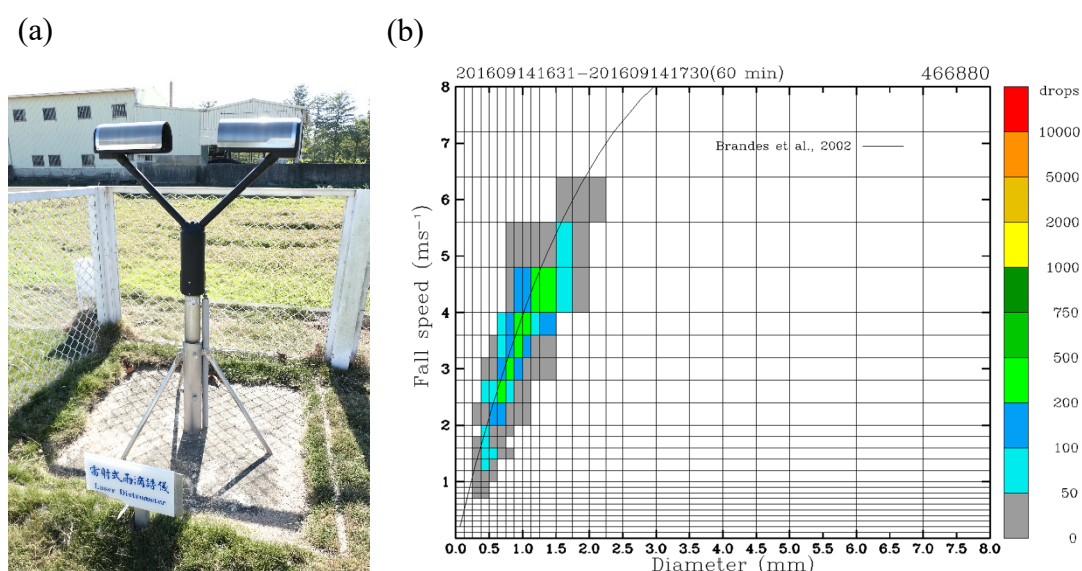 (a)
(b)
201609141631-201609141730(60 min) 466880
Brandes et al., 2002
Fall speed (ms⁻¹)
8
7
6
5
4
3
2
1
0.0 0.5 1.0 1.5 2.0 2.5 3.0 3.5 4.0 4.5 5.0 5.5 6.0 6.5 7.0 7.5 8.0
Diameter (mm)
drops
10000
5000
2000
1000
750
500
200
100
50
0
雷射式雨滴譜儀
Laser Distrometer